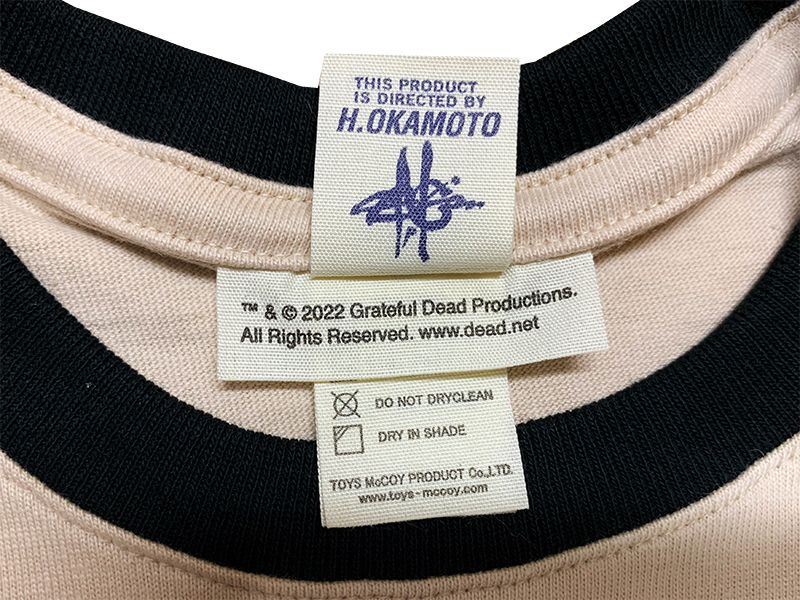 THIS PRODUCT
IS DIRECTED BY
H.OKAMOTO
™ & © 2022 Grateful Dead Productions.
All Rights Reserved. www.dead.net
DO NOT DRYCLEAN
DRY IN SHADE
TOYS McCOY PRODUCT Co.,LTD.
www.toys-mccoy.com